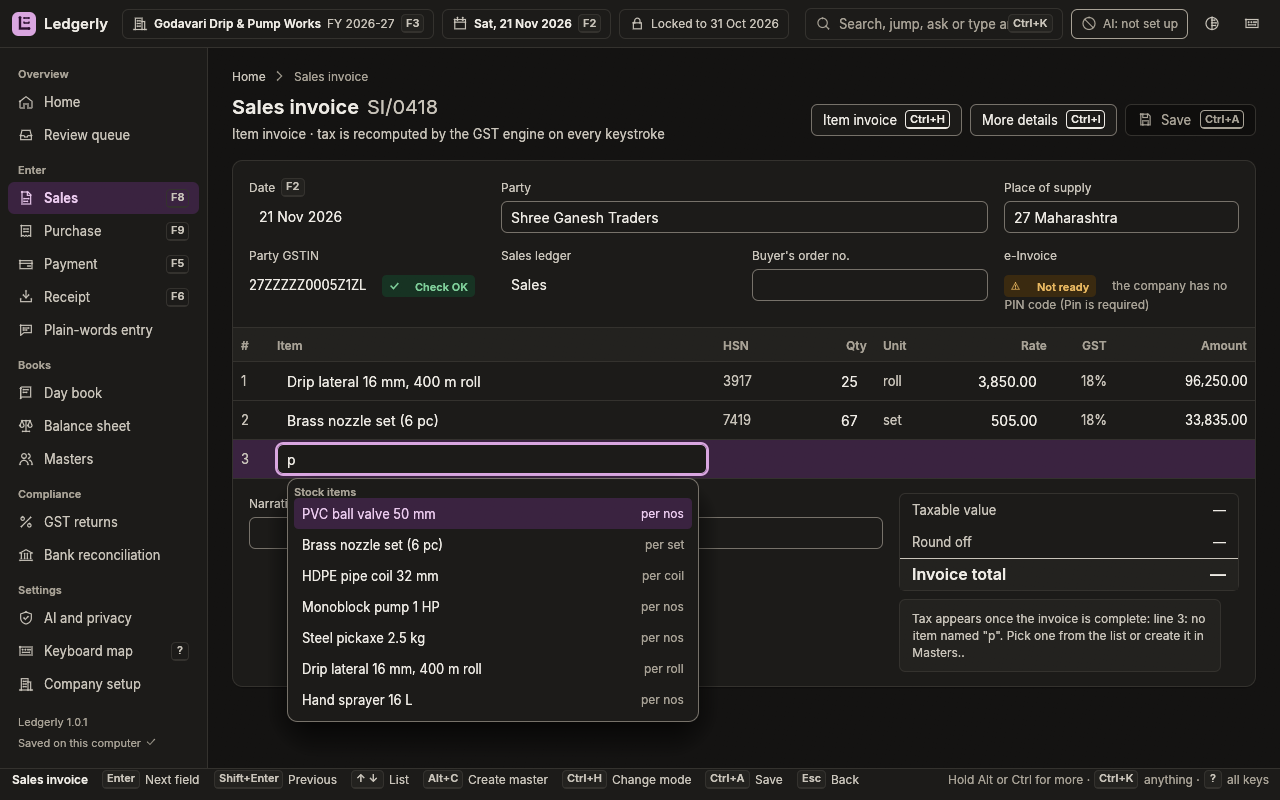 Ledgerly
Godavari Drip & Pump Works FY 2026-27 F3
Sat, 21 Nov 2026 F2
Locked to 31 Oct 2026
Search, jump, ask or type a Ctrl+K
AI: not set up
Overview
Home
Review queue
Enter
Sales F8
Purchase F9
Payment F5
Receipt F6
Plain-words entry
Books
Day book
Balance sheet
Masters
Compliance
GST returns
Bank reconciliation
Settings
AI and privacy
Keyboard map ?
Company setup
Ledgerly 1.0.1
Saved on this computer
Home Sales invoice
Sales invoice SI/0418
Item invoice · tax is recomputed by the GST engine on every keystroke
Item invoice Ctrl+H
More details Ctrl+I
Save Ctrl+A
Date F2
21 Nov 2026
Party
Shree Ganesh Traders
Place of supply
27 Maharashtra
Party GSTIN
27ZZZZZ0005Z1ZL Check OK
Sales ledger
Sales
Buyer's order no.
e-Invoice
Not ready the company has no
PIN code (Pin is required)
# Item HSN Qty Unit Rate GST Amount
1 Drip lateral 16 mm, 400 m roll 3917 25 roll 3,850.00 18% 96,250.00
2 Brass nozzle set (6 pc) 7419 67 set 505.00 18% 33,835.00
3 p
Narrati
Stock items
PVC ball valve 50 mm per nos
Brass nozzle set (6 pc) per set
HDPE pipe coil 32 mm per coil
Monoblock pump 1 HP per nos
Steel pickaxe 2.5 kg per nos
Drip lateral 16 mm, 400 m roll per roll
Hand sprayer 16 L per nos
Taxable value —
Round off —
Invoice total —
Tax appears once the invoice is complete: line 3: no
item named "p". Pick one from the list or create it in
Masters..
Sales invoice Enter Next field Shift+Enter Previous ↑ ↓ List Alt+C Create master Ctrl+H Change mode Ctrl+A Save Esc Back Hold Alt or Ctrl for more · Ctrl+K anything · ? all keys